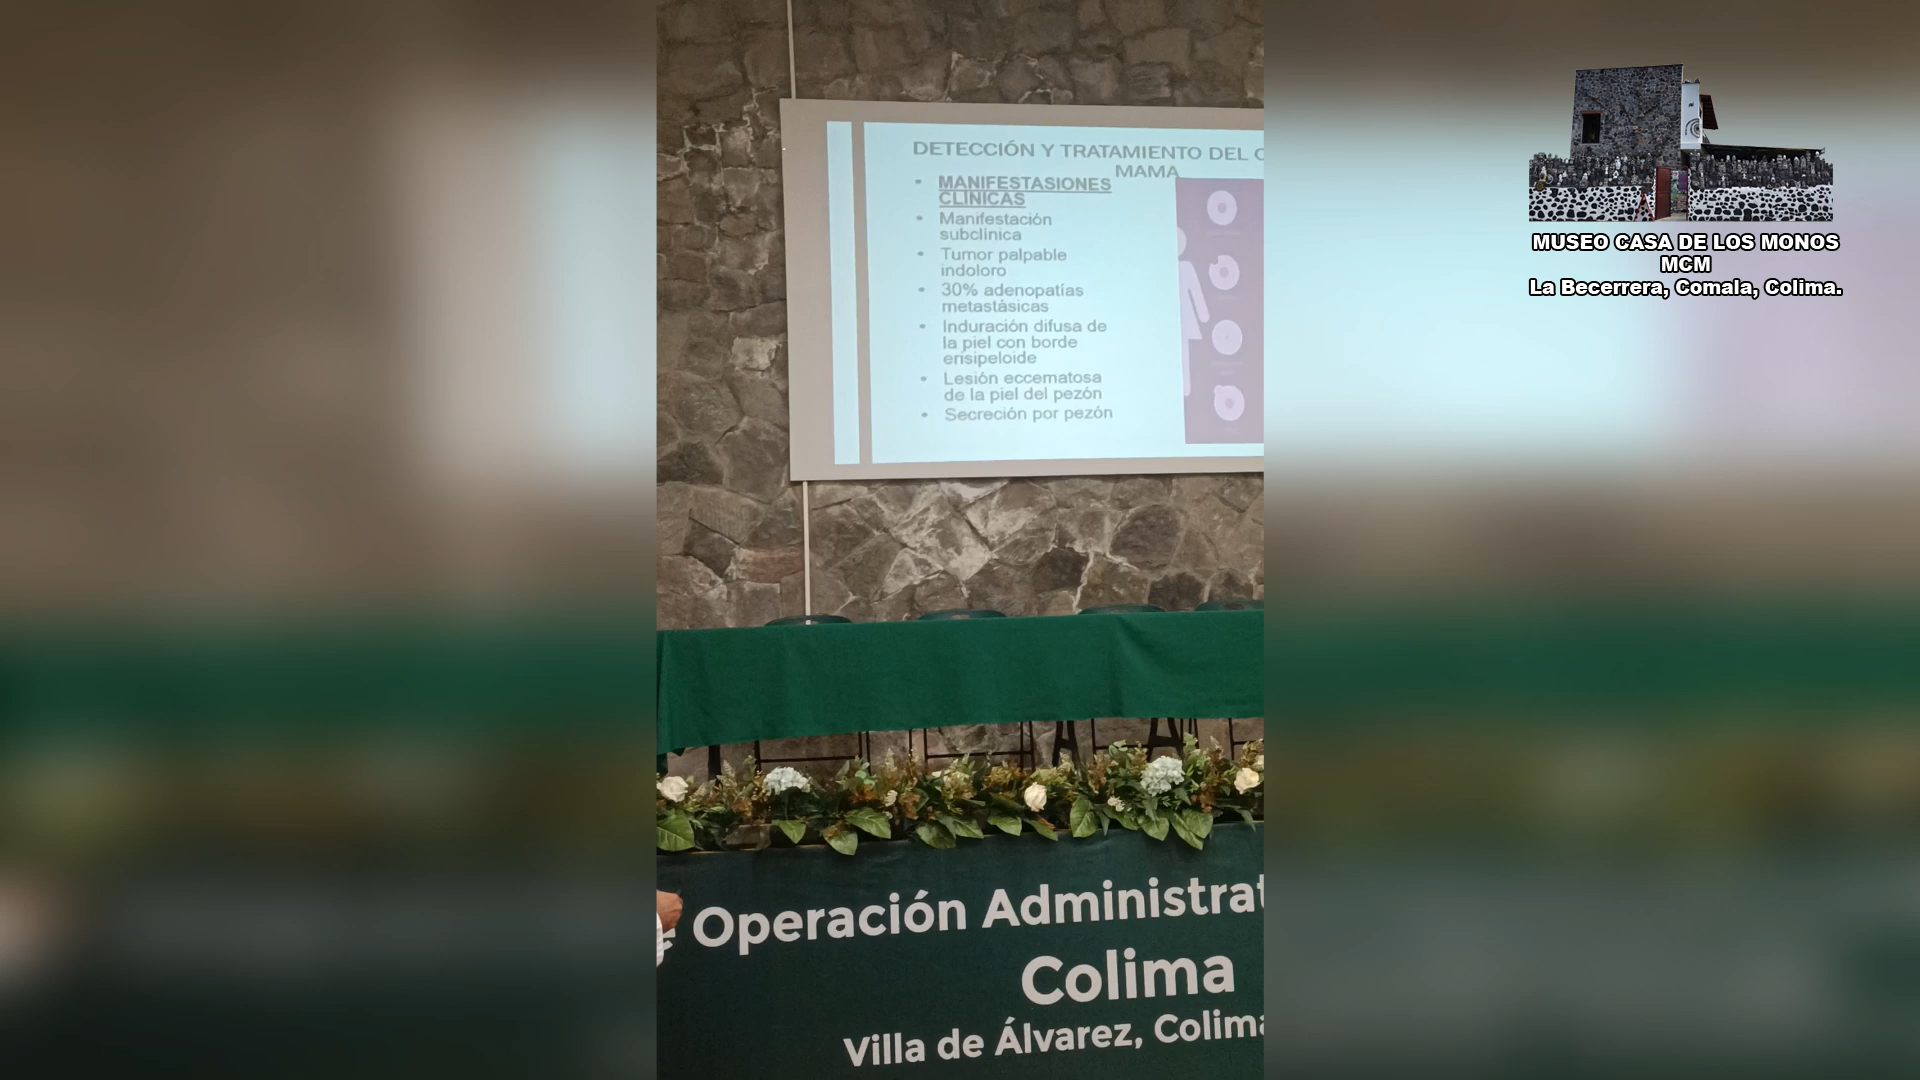 DETECCIÓN Y TRATAMIENTO DEL C
MAMA
MANIFESTASIONES
CLINICAS
Manifestación
subclínica
Tumor palpable
indoloro
30% adenopatías
metastásicas
Induración difusa de
la piel con borde
erisipeloide
Lesión eccematosa
de la piel del pezón
Secreción por pezón
e Operación Administrat
Colima
Villa de Álvarez, Colima
MUSEO CASA DE LOS MONOS
MCM
La Becerrera, Comala, Colima.